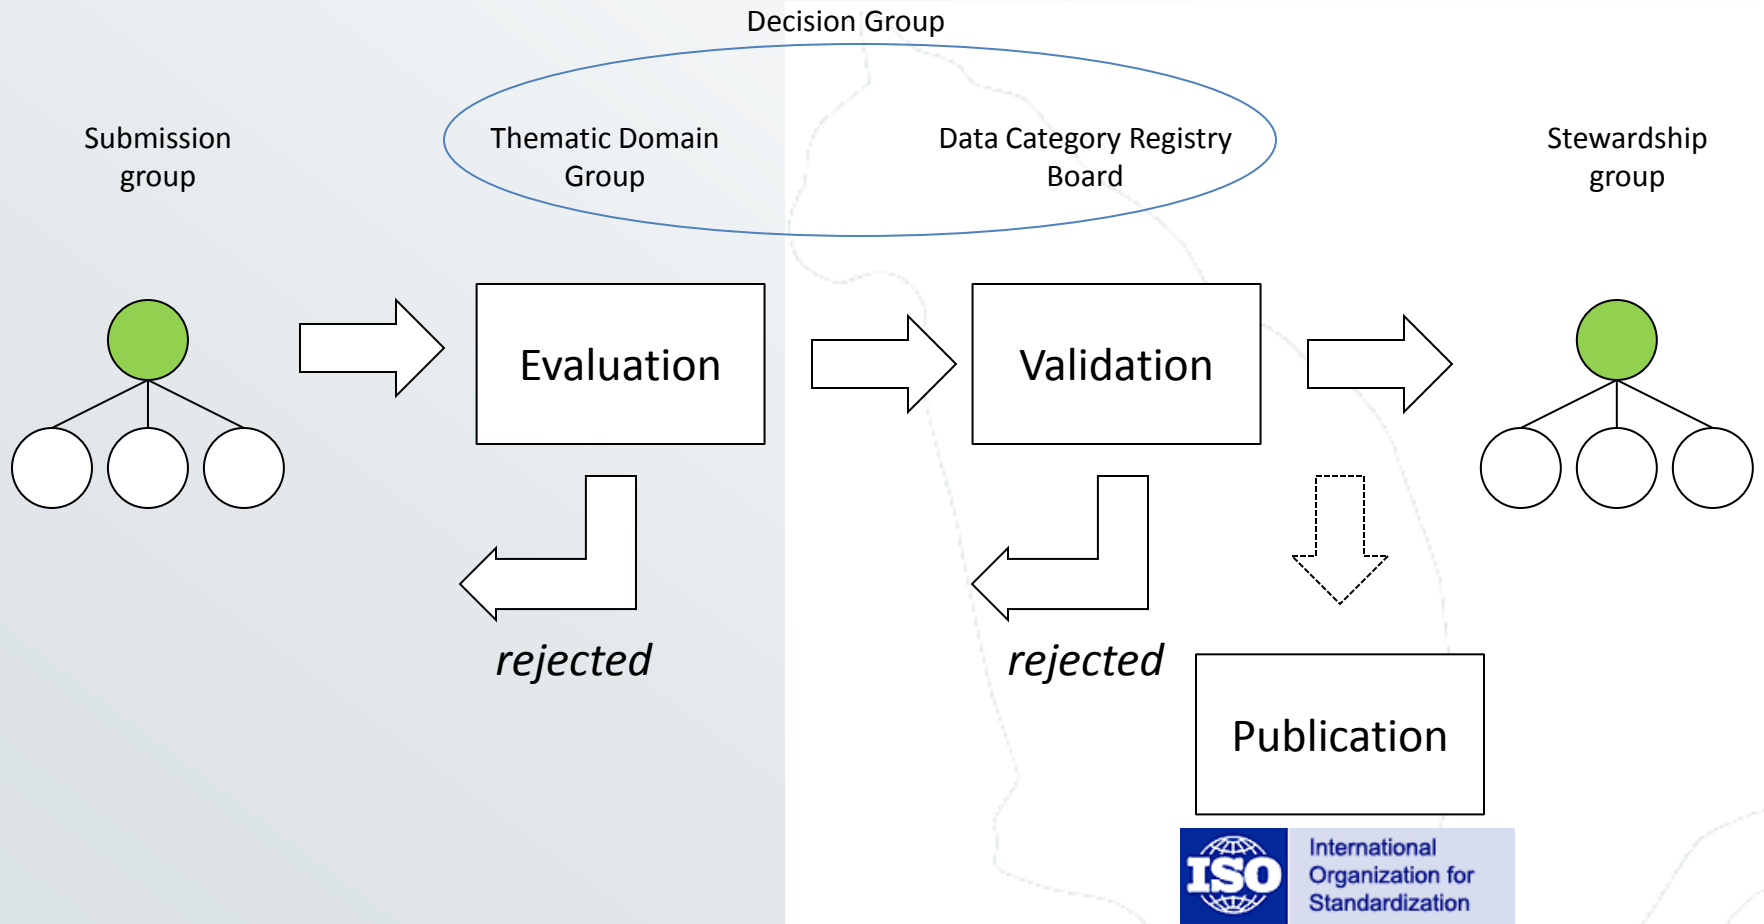 Decision Group
Submission
group
Thematic Domain
Group
Data Category Registry
Board
Stewardship
group
Evaluation
Validation
rejected
rejected
Publication
ISO
International
Organization for
Standardization